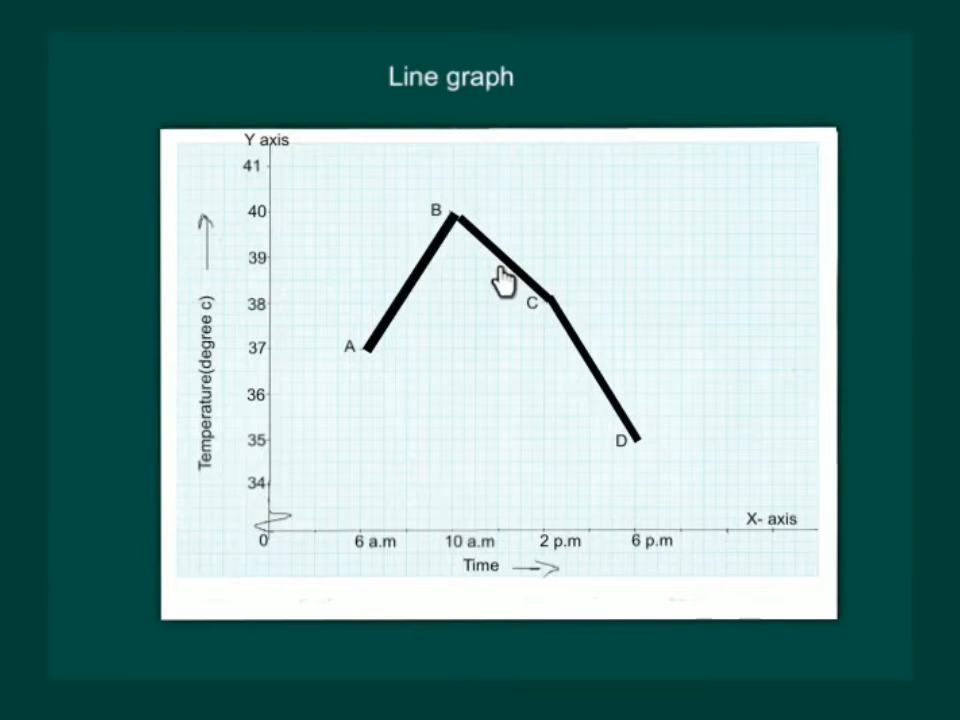 Line graph
Y axis
41
40
39
38
37
36
35
34
0
Temperature(degree c)
A
B
C
D
X- axis
6 a.m 10 a.m 2 p.m 6 p.m
Time